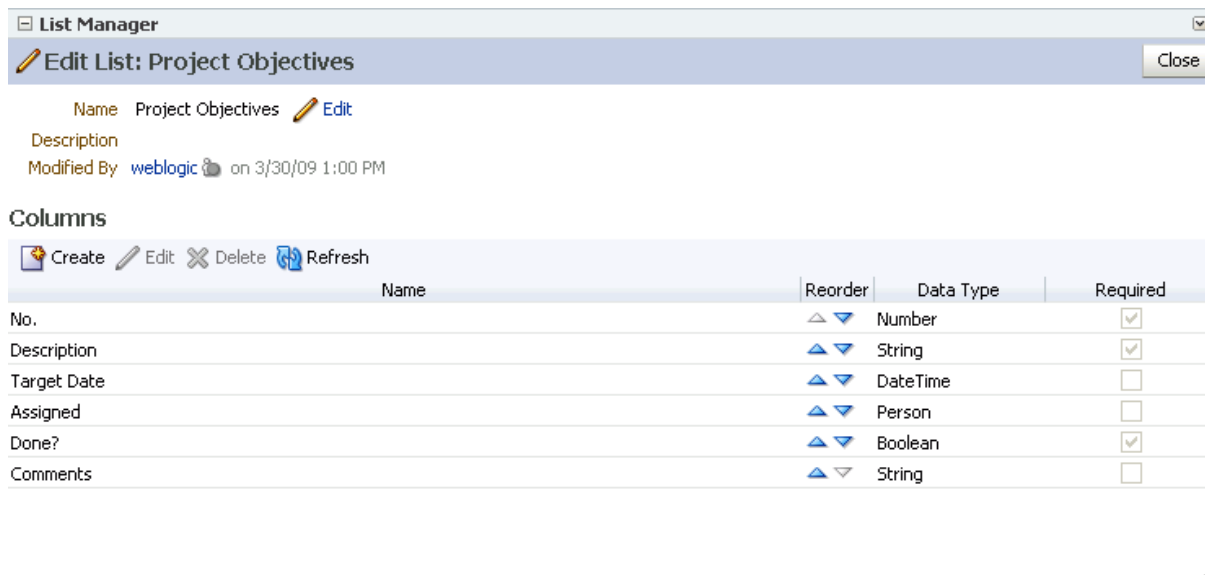 List Manager
Edit List: Project Objectives Close
Name Project Objectives Edit
Description
Modified By weblogic on 3/30/09 1:00 PM
Columns
Create Edit Delete Refresh
Name Reorder Data Type Required
No. Number
Description String
Target Date DateTime
Assigned Person
Done? Boolean
Comments String